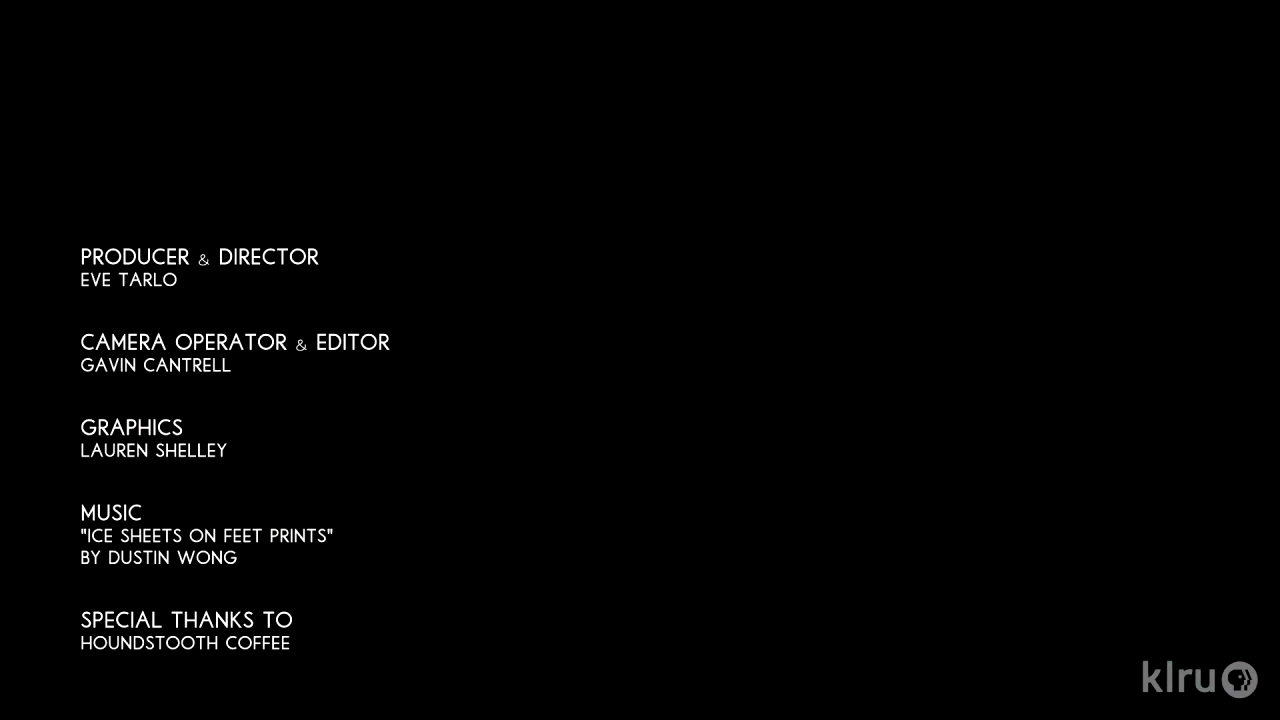 PRODUCER & DIRECTOR
EVE TARLO
CAMERA OPERATOR & EDITOR
GAVIN CANTRELL
GRAPHICS
LAUREN SHELLEY
MUSIC
"ICE SHEETS ON FEET PRINTS"
BY DUSTIN WONG
SPECIAL THANKS TO
HOUNDSTOOTH COFFEE
klru